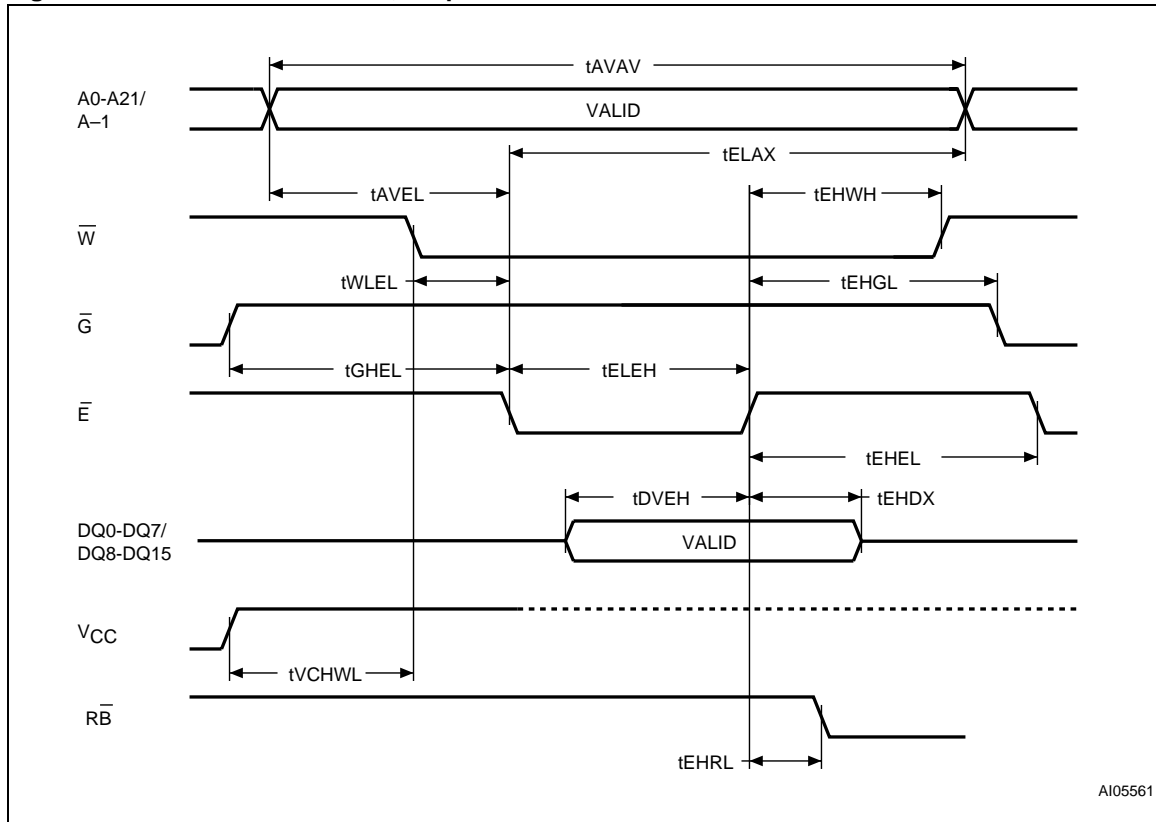 tAVAV
A0-A21/
A–1
VALID
tELAX
tAVEL
tEHWH
W̅
tWLEL
tEHGL
G̅
tGHEL
tELEH
E̅
tEHEL
tDVEH
tEHDX
DQ0-DQ7/
DQ8-DQ15
VALID
VCC
tVCHWL
RB̅
tEHRL
AI05561